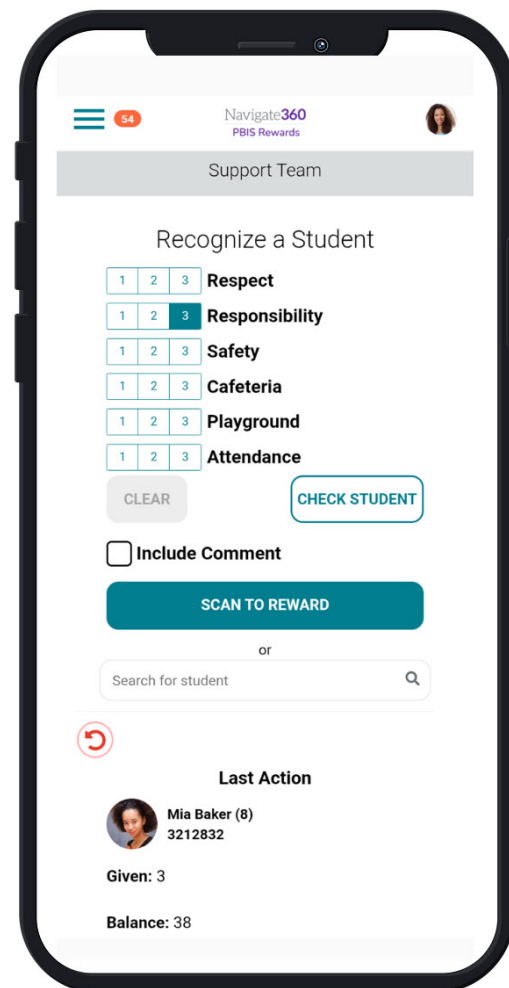 54
Navigate360
PBIS Rewards
Support Team
Recognize a Student
1 2 3 Respect
1 2 3 Responsibility
1 2 3 Safety
1 2 3 Cafeteria
1 2 3 Playground
1 2 3 Attendance
CLEAR CHECK STUDENT
Include Comment
SCAN TO REWARD
or
Search for student
Last Action
Mia Baker (8)
3212832
Given: 3
Balance: 38